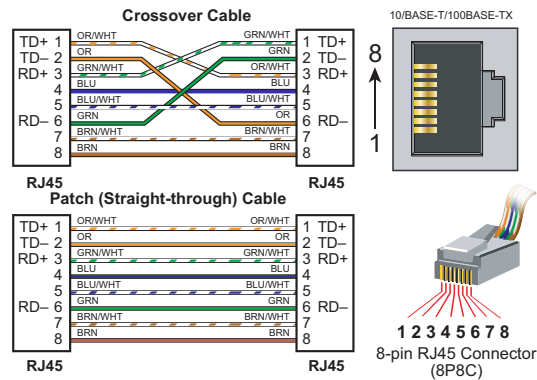 Crossover Cable
TD+ 1 OR/WHT GRN/WHT 1 TD+
TD– 2 OR GRN 2 TD–
RD+ 3 GRN/WHT OR/WHT 3 RD+
4 BLU BLU 4
5 BLU/WHT BLU/WHT 5
RD– 6 GRN OR 6 RD–
7 BRN/WHT BRN/WHT 7
8 BRN BRN 8
RJ45 RJ45
10/BASE-T/100BASE-TX
8
1
Patch (Straight-through) Cable
TD+ 1 OR/WHT OR/WHT 1 TD+
TD– 2 OR OR 2 TD–
RD+ 3 GRN/WHT GRN/WHT 3 RD+
4 BLU BLU 4
5 BLU/WHT BLU/WHT 5
RD– 6 GRN GRN 6 RD–
7 BRN/WHT BRN/WHT 7
8 BRN BRN 8
RJ45 RJ45
1 2 3 4 5 6 7 8
8-pin RJ45 Connector
(8P8C)